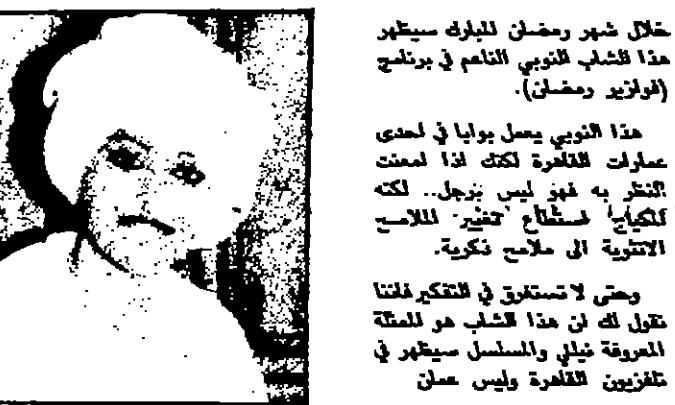 خلال شهر رمضان المبارك سيظهر
هذا الشاب النوبي الناعم في برنامج
(فوازير رمضان).
هذا النوبي يعمل بوابا في احدى
عمارات القاهرة لكنك اذا امعنت
النظر به فهو ليس برجل.. لكنه
المكياج استطاع تغيير الملامح
الانثوية الى ملامح ذكرية.
وحتى لا تستغرق في التفكير فاننا
نقول لك ان هذا الشاب هو الممثلة
المعروفة نيللي والمسلسل سيظهر في
تلفزيون القاهرة وليس عمان